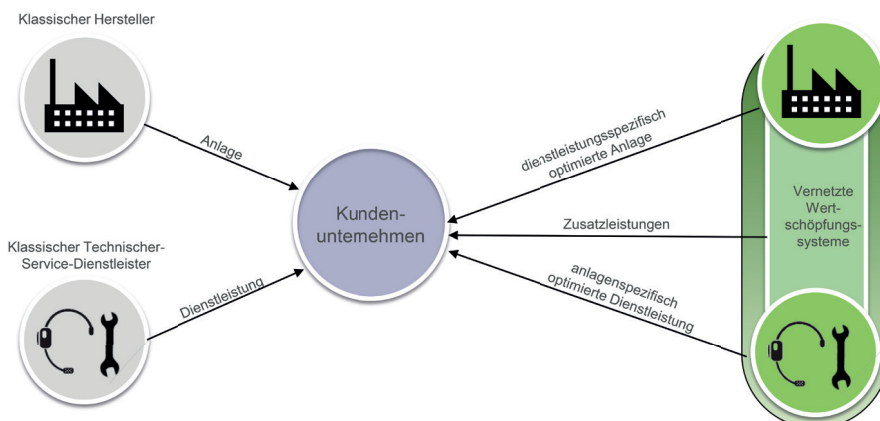 Klassischer Hersteller
Anlage
Klassischer Technischer-
Service-Dienstleister
Dienstleistung
Kunden-
unternehmen
dienstleistungsspezifisch
optimierte Anlage
Zusatzleistungen
anlagenspezifisch
optimierte Dienstleistung
Vernetzte
Wert-
schöpfungs-
systeme